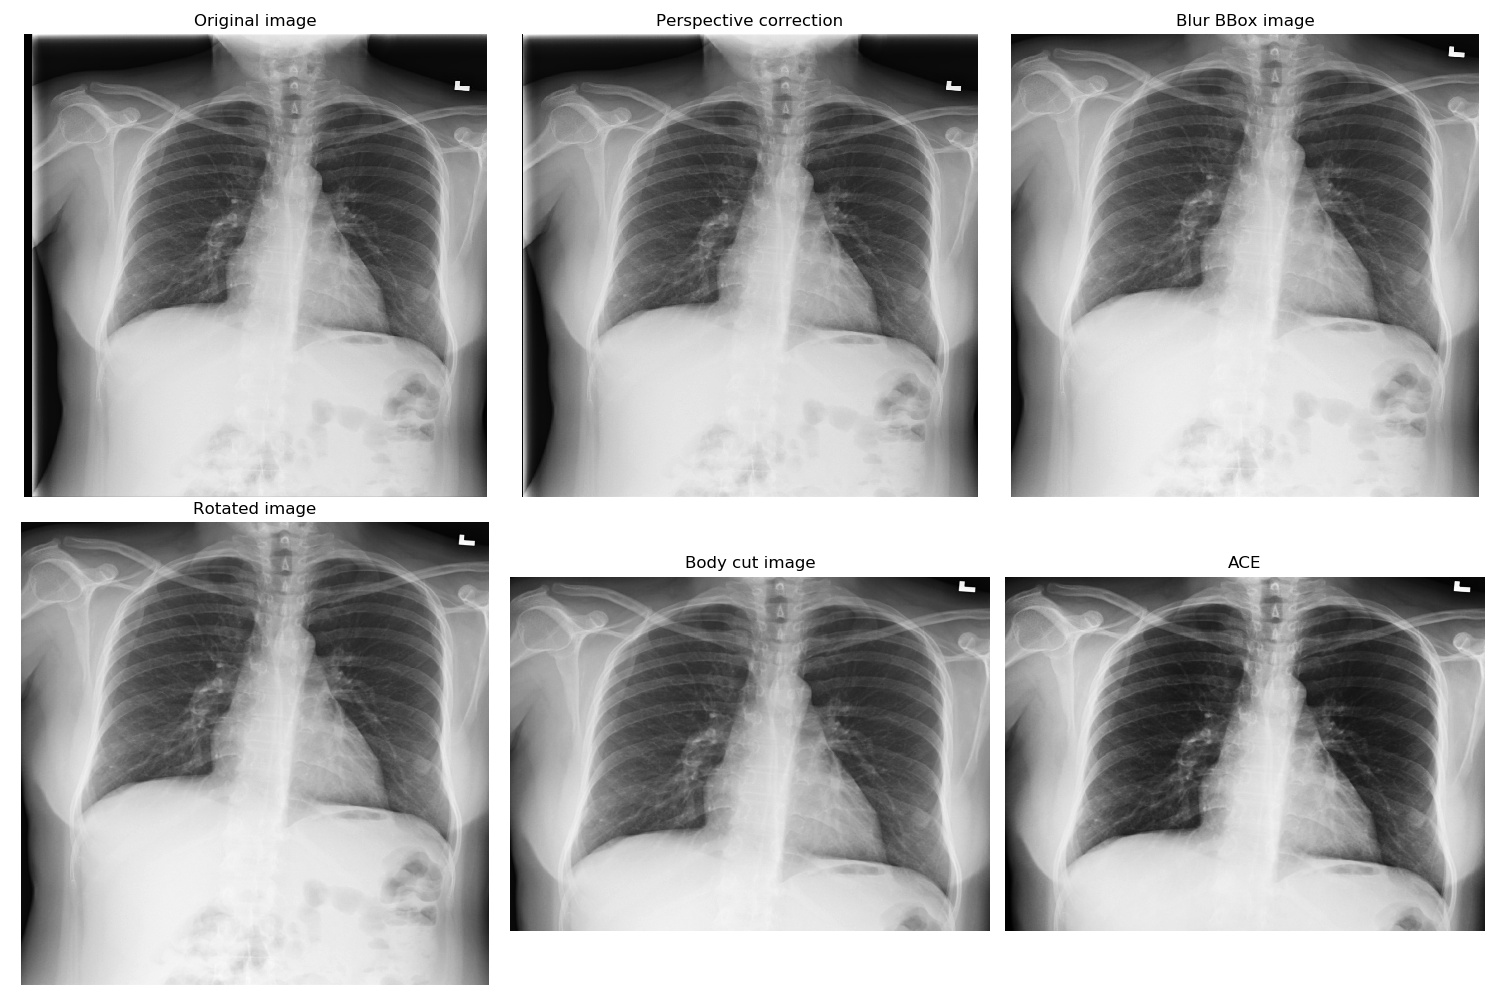 Original image
Perspective correction
Blur BBox image
L
L
L
Rotated image
L
Body cut image
ACE
L
L